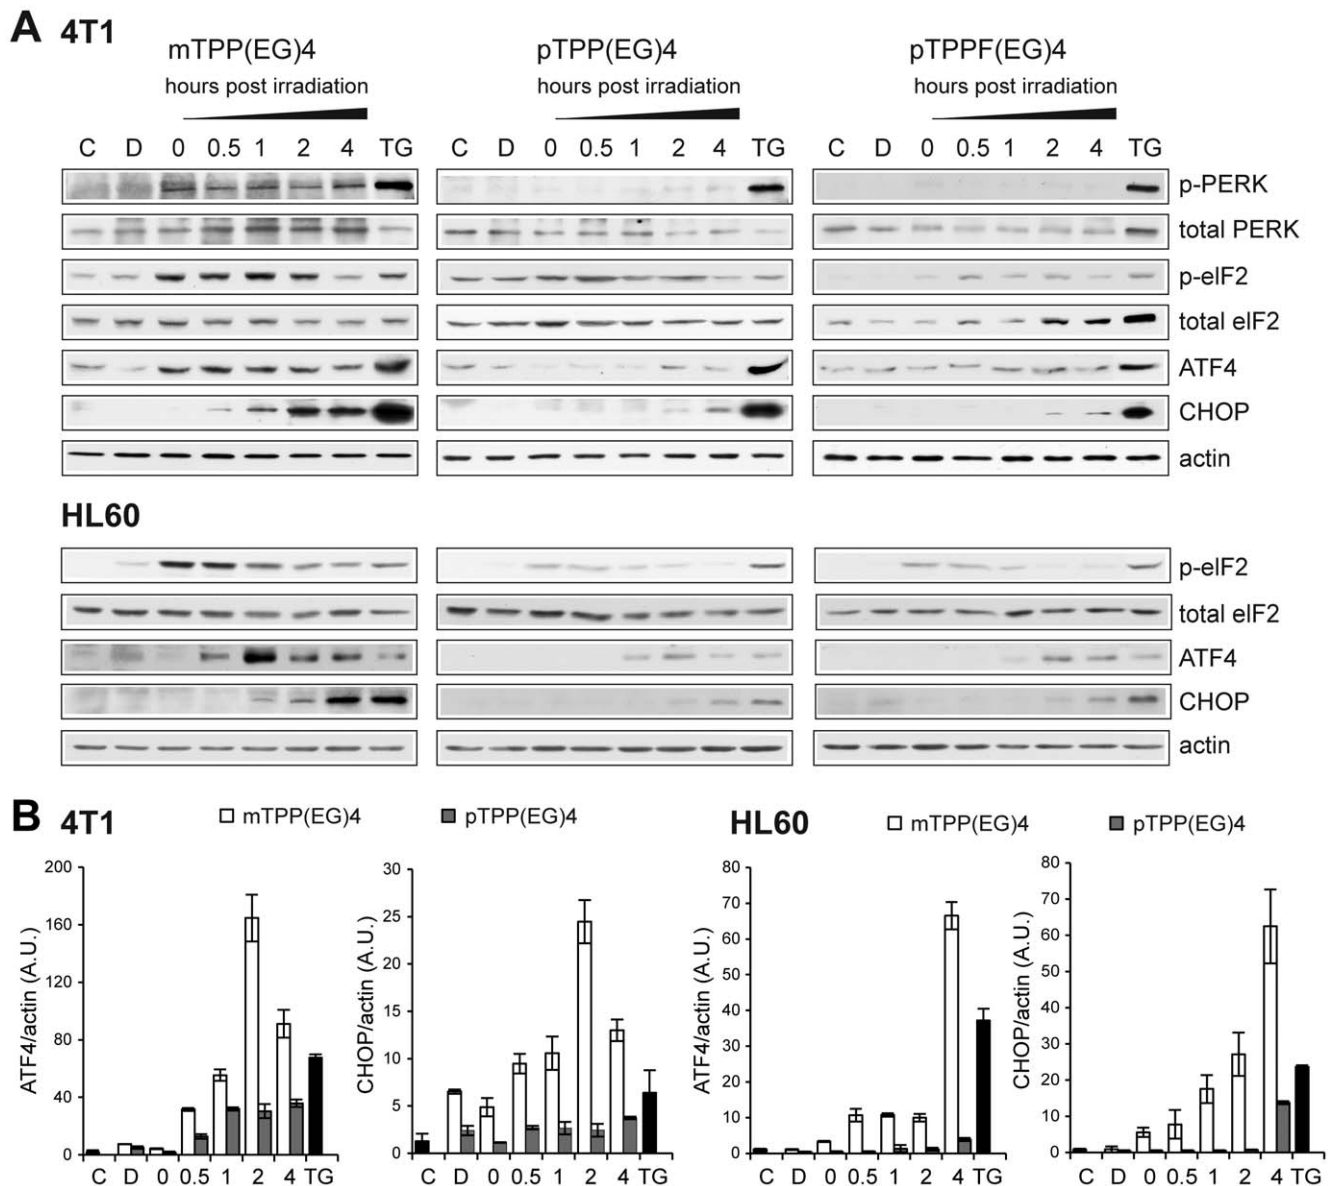 A 4T1
mTPP(EG)4 pTPP(EG)4 pTPPF(EG)4
hours post irradiation hours post irradiation hours post irradiation
C D 0 0.5 1 2 4 TG C D 0 0.5 1 2 4 TG C D 0 0.5 1 2 4 TG
p-PERK
total PERK
p-eIF2
total eIF2
ATF4
CHOP
actin
HL60
p-eIF2
total eIF2
ATF4
CHOP
actin
B 4T1 mTPP(EG)4 pTPP(EG)4 HL60 mTPP(EG)4 pTPP(EG)4
ATF4/actin (A.U.)
200
160
120
80
40
0
C D 0 0.5 1 2 4 TG
CHOP/actin (A.U.)
30
25
20
15
10
5
0
C D 0 0.5 1 2 4 TG
ATF4/actin (A.U.)
80
70
60
50
40
30
20
10
0
C D 0 0.5 1 2 4 TG
CHOP/actin (A.U.)
80
70
60
50
40
30
20
10
0
C D 0 0.5 1 2 4 TG